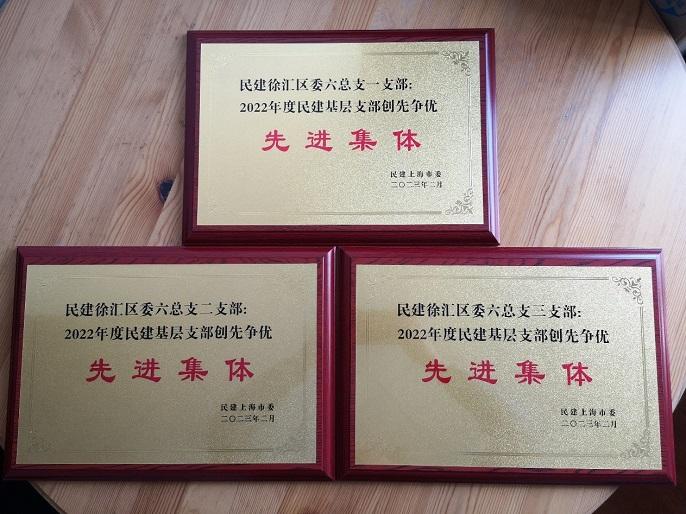 民建徐汇区委六总支一支部:
2022年度民建基层支部创先争优
先进集体
民建上海市委
二〇二三年二月
民建徐汇区委六总支二支部:
2022年度民建基层支部创先争优
先进集体
民建上海市委
二〇二三年二月
民建徐汇区委六总支三支部:
2022年度民建基层支部创先争优
先进集体
民建上海市委
二〇二三年二月